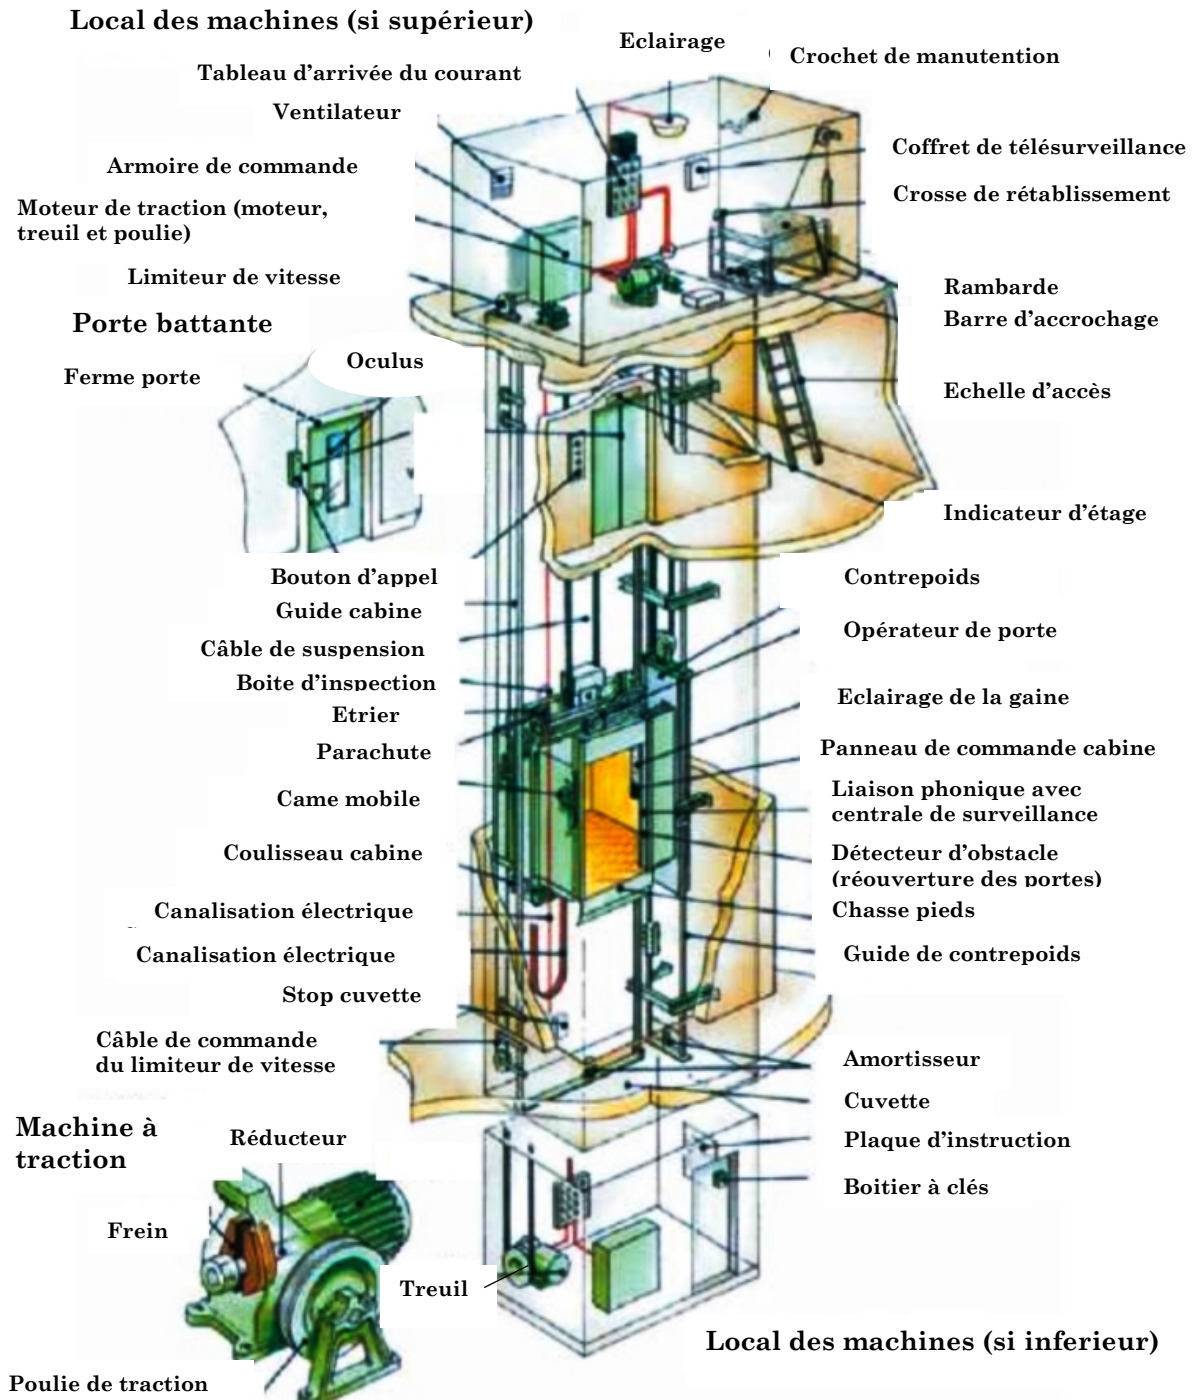 Local des machines (si supérieur)
Eclairage
Crochet de manutention
Tableau d'arrivée du courant
Ventilateur
Coffret de télésurveillance
Armoire de commande
Crosse de rétablissement
Moteur de traction (moteur,
treuil et poulie)
Limiteur de vitesse
Rambarde
Porte battante
Barre d'accrochage
Oculus
Ferme porte
Echelle d'accès
Indicateur d'étage
Bouton d'appel
Contrepoids
Guide cabine
Opérateur de porte
Câble de suspension
Boite d'inspection
Eclairage de la gaine
Etrier
Parachute
Panneau de commande cabine
Came mobile
Liaison phonique avec
centrale de surveillance
Coulisseau cabine
Détecteur d'obstacle
(réouverture des portes)
Canalisation électrique
Chasse pieds
Canalisation électrique
Guide de contrepoids
Stop cuvette
Câble de commande
du limiteur de vitesse
Amortisseur
Cuvette
Machine à
traction
Réducteur
Plaque d'instruction
Boitier à clés
Frein
Treuil
Local des machines (si inferieur)
Poulie de traction